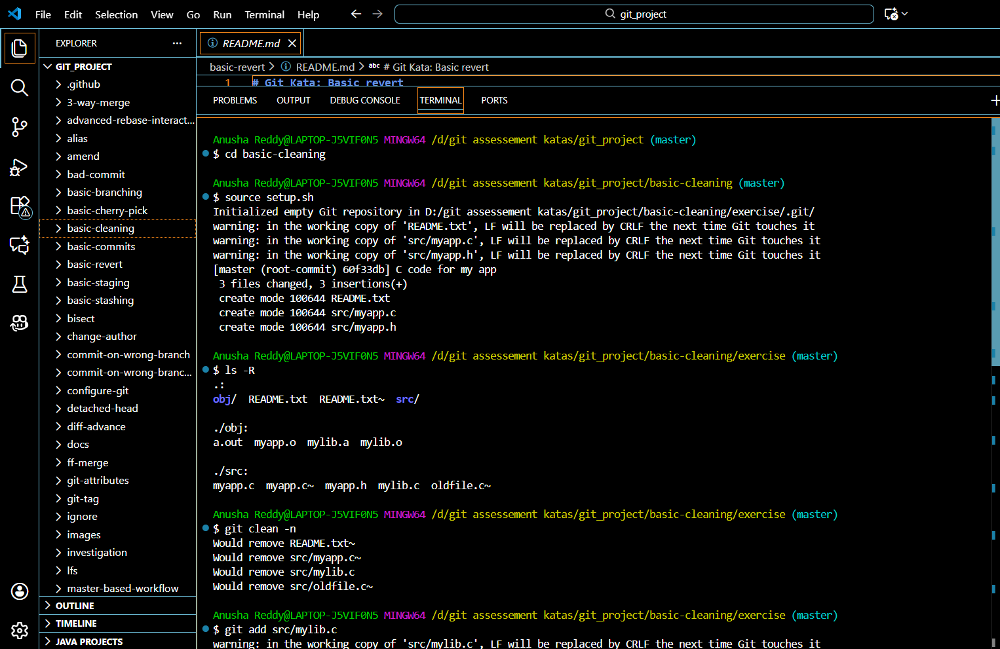 File Edit Selection View Go Run Terminal Help git_project
EXPLORER
GIT_PROJECT
.github
3-way-merge
advanced-rebase-interact...
alias
amend
bad-commit
basic-branching
basic-cherry-pick
basic-cleaning
basic-commits
basic-revert
basic-staging
basic-stashing
bisect
change-author
commit-on-wrong-branch
commit-on-wrong-branc...
configure-git
detached-head
diff-advance
docs
ff-merge
git-attributes
git-tag
ignore
images
investigation
lfs
master-based-workflow
OUTLINE
TIMELINE
JAVA PROJECTS
README.md
basic-revert > README.md > abc # Git Kata: Basic revert
1 # Git Kata: Basic revert
PROBLEMS OUTPUT DEBUG CONSOLE TERMINAL PORTS
Anusha Reddy@LAPTOP-J5VIF0N5 MINGW64 /d/git assessement katas/git_project (master)
$ cd basic-cleaning
Anusha Reddy@LAPTOP-J5VIF0N5 MINGW64 /d/git assessement katas/git_project/basic-cleaning (master)
$ source setup.sh
Initialized empty Git repository in D:/git assessement katas/git_project/basic-cleaning/exercise/.git/
warning: in the working copy of 'README.txt', LF will be replaced by CRLF the next time Git touches it
warning: in the working copy of 'src/myapp.c', LF will be replaced by CRLF the next time Git touches it
warning: in the working copy of 'src/myapp.h', LF will be replaced by CRLF the next time Git touches it
[master (root-commit) 60f33db] C code for my app
3 files changed, 3 insertions(+)
create mode 100644 README.txt
create mode 100644 src/myapp.c
create mode 100644 src/myapp.h
Anusha Reddy@LAPTOP-J5VIF0N5 MINGW64 /d/git assessement katas/git_project/basic-cleaning/exercise (master)
$ ls -R
.:
obj/ README.txt README.txt~ src/
./obj:
a.out myapp.o mylib.a mylib.o
./src:
myapp.c myapp.c~ myapp.h mylib.c oldfile.c~
Anusha Reddy@LAPTOP-J5VIF0N5 MINGW64 /d/git assessement katas/git_project/basic-cleaning/exercise (master)
$ git clean -n
Would remove README.txt~
Would remove src/myapp.c~
Would remove src/mylib.c
Would remove src/oldfile.c~
Anusha Reddy@LAPTOP-J5VIF0N5 MINGW64 /d/git assessement katas/git_project/basic-cleaning/exercise (master)
$ git add src/mylib.c
warning: in the working copy of 'src/mylib.c', LF will be replaced by CRLF the next time Git touches it